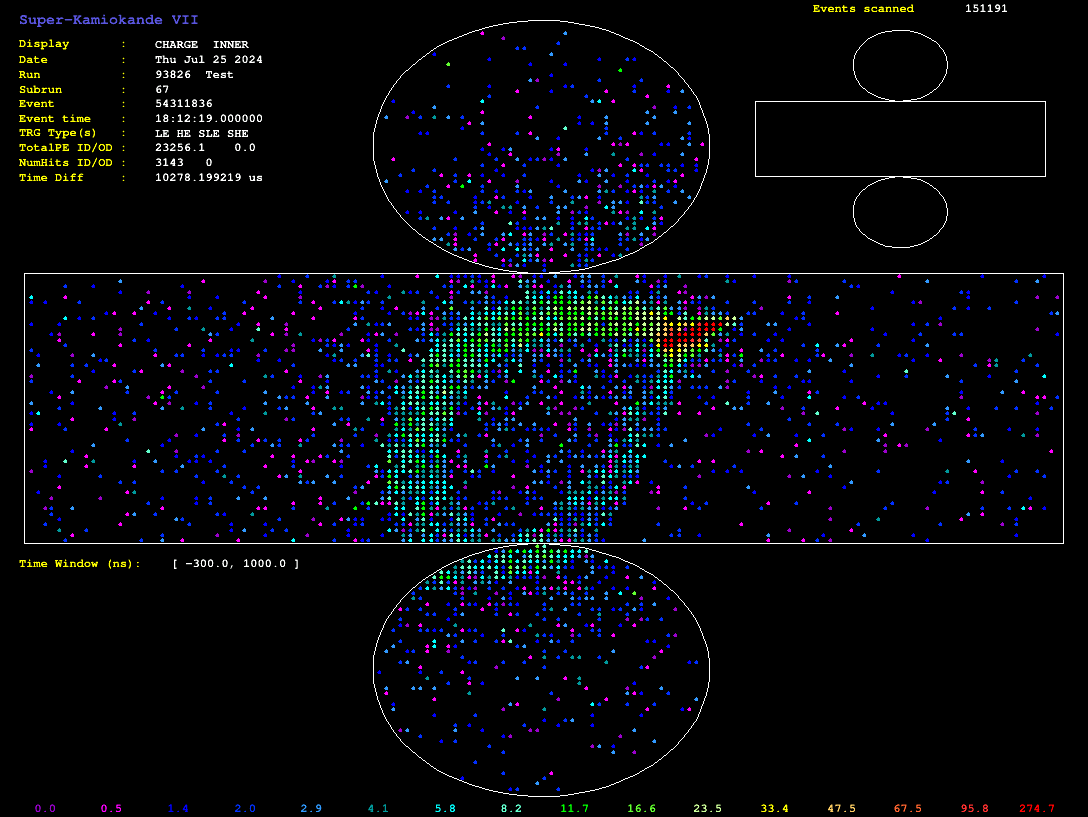 Super-Kamiokande VII
Events scanned 151191
Display : CHARGE INNER
Date : Thu Jul 25 2024
Run : 93826 Test
Subrun : 67
Event : 54311836
Event time : 18:12:19.000000
TRG Type(s) : LE HE SLE SHE
TotalPE ID/OD : 23256.1 0.0
NumHits ID/OD : 3143 0
Time Diff : 10278.199219 us
Time Window (ns): [ -300.0, 1000.0 ]
0.0 0.5 1.4 2.0 2.9 4.1 5.8 8.2 11.7 16.6 23.5 33.4 47.5 67.5 95.8 274.7